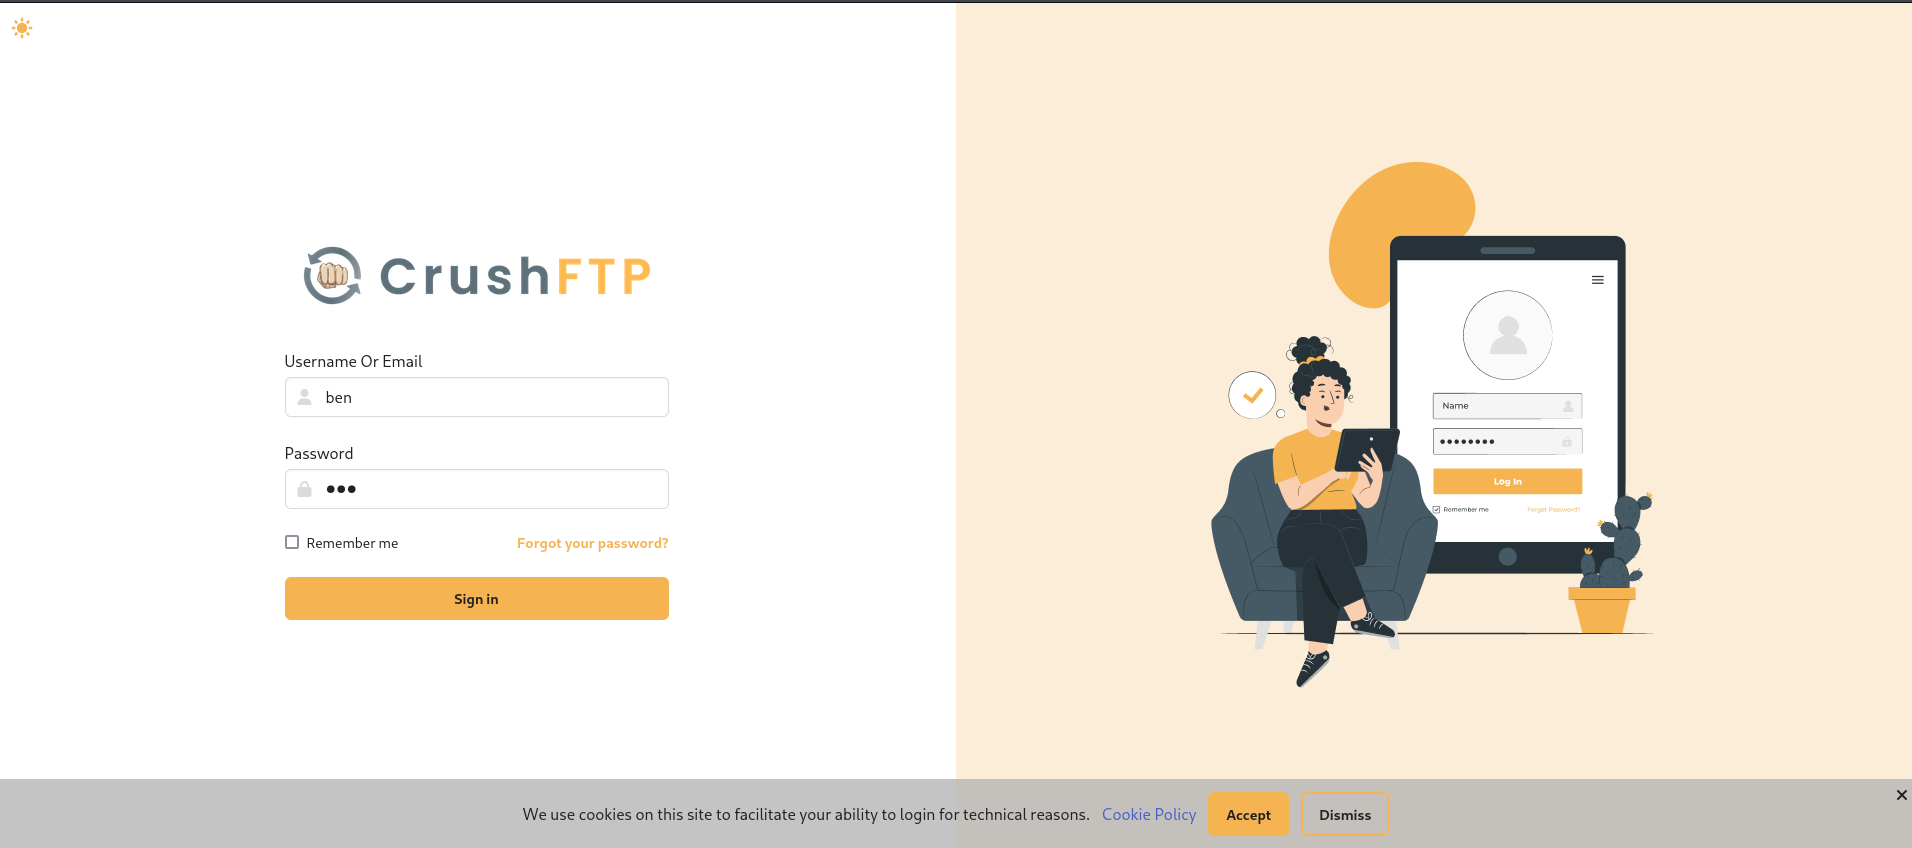 CrushFTP
Username Or Email
ben
Password
●●●
Remember me
Forgot your password?
Sign in
Name
●●●●●●●●
Log In
Remember me
Forgot Password?
We use cookies on this site to facilitate your ability to login for technical reasons. Cookie Policy Accept Dismiss